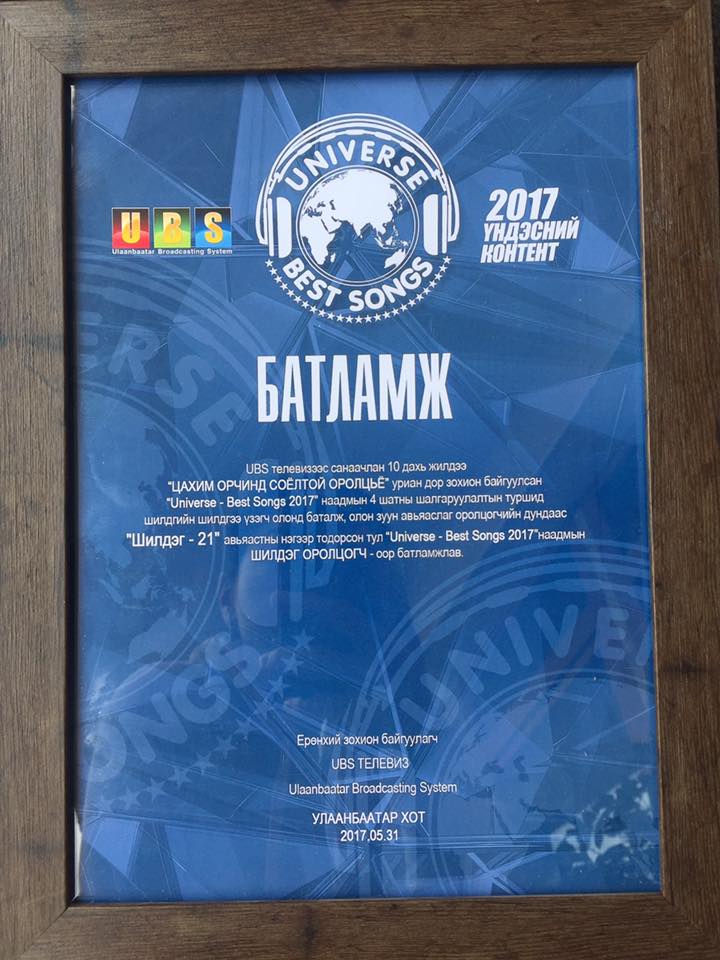 UNIVERSE
BEST SONGS
UBS
Ulaanbaatar Broadcasting System
2017
ҮНДЭСНИЙ
КОНТЕНТ
БАТЛАМЖ
UBS телевизээс санаачлан 10 дахь жилдээ
"ЦАХИМ ОРЧИНД СОЁЛТОЙ ОРОЛЦЪЁ" уриан дор зохион байгуулсан
"Universe - Best Songs 2017" наадмын 4 шатны шалгаруулалтын туршид
шилдгийн шилдгээ үзэгч олонд баталж, олон зуун авьяаслаг оролцогчийн дундаас
"Шилдэг - 21" авьяастны нэгээр тодорсон тул "Universe - Best Songs 2017"наадмын
ШИЛДЭГ ОРОЛЦОГЧ - оор батламжлав.
Ерөнхий зохион байгуулагч
UBS ТЕЛЕВИЗ
Ulaanbaatar Broadcasting System
УЛААНБААТАР ХОТ
2017.05.31